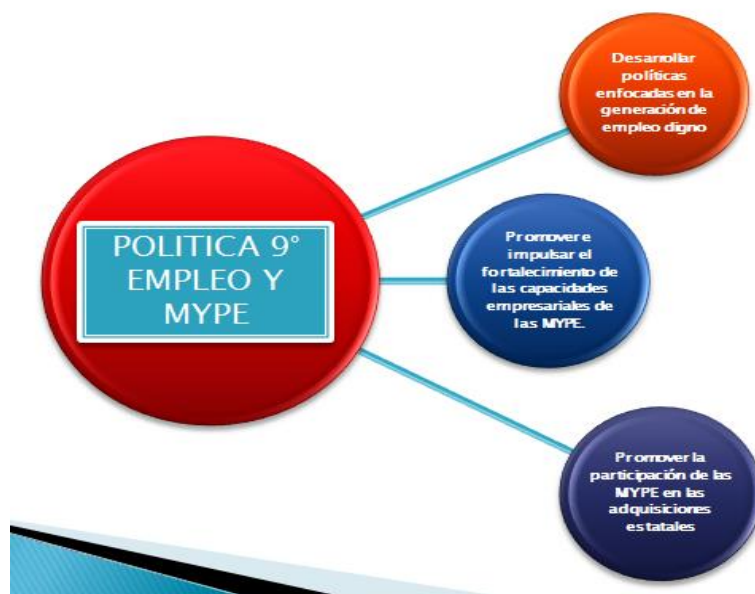 POLITICA 9°
EMPLEO Y
MYPE
Desarrollar
políticas
enfocadas en la
generación de
empleo digno
Promover e
impulsar el
fortalecimiento de
las capacidades
empresariales de
las MYPE.
Promover la
participación de las
MYPE en las
adquisiciones
estatales